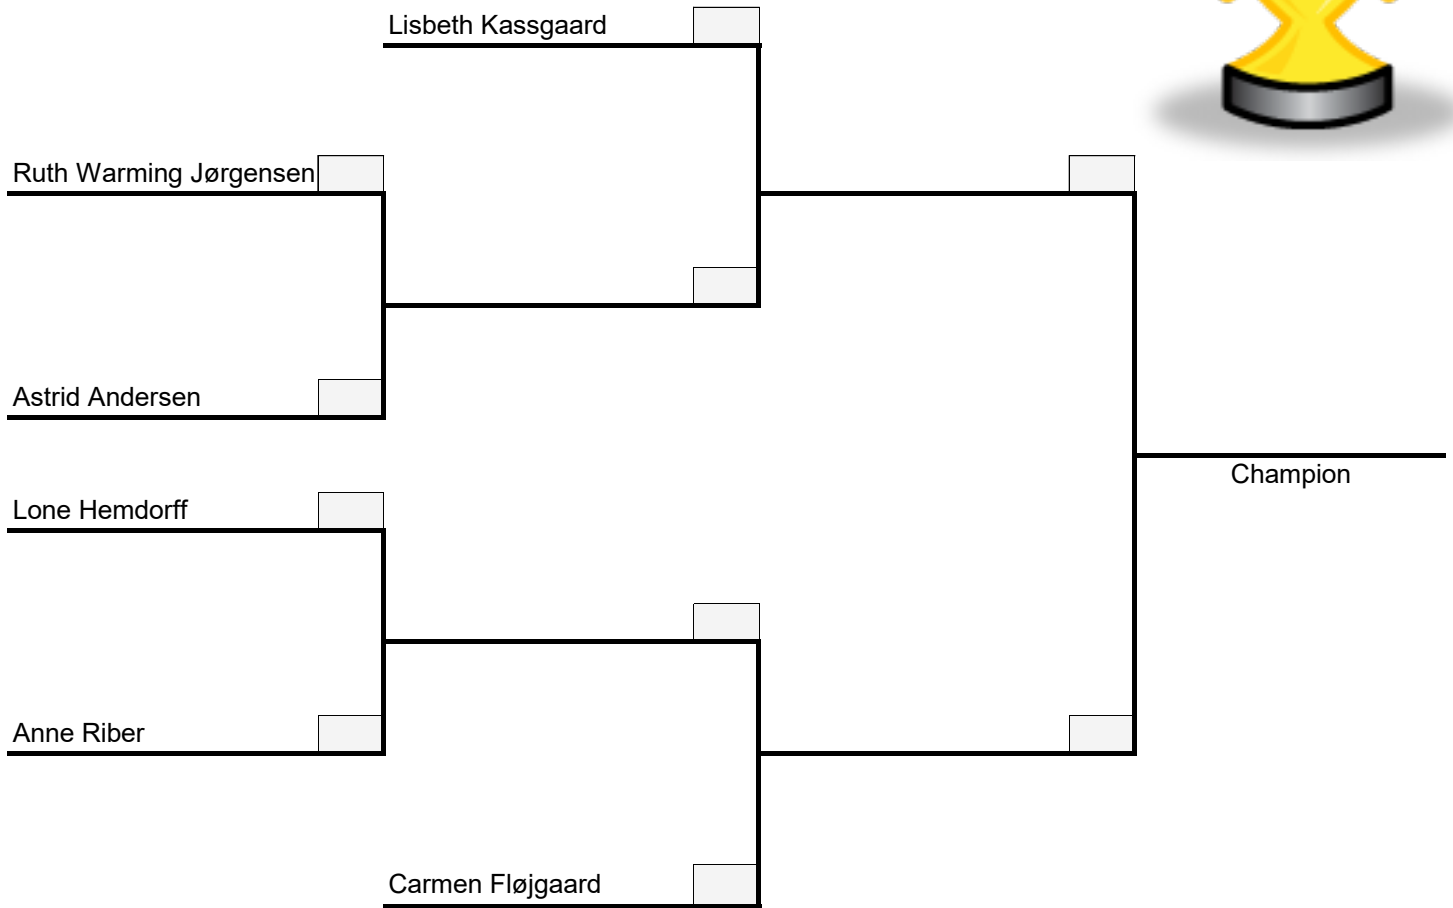 Lisbeth Kassgaard
Ruth Warming Jørgensen
Astrid Andersen
Champion
Lone Hemdorff
Anne Riber
Carmen Fløjgaard